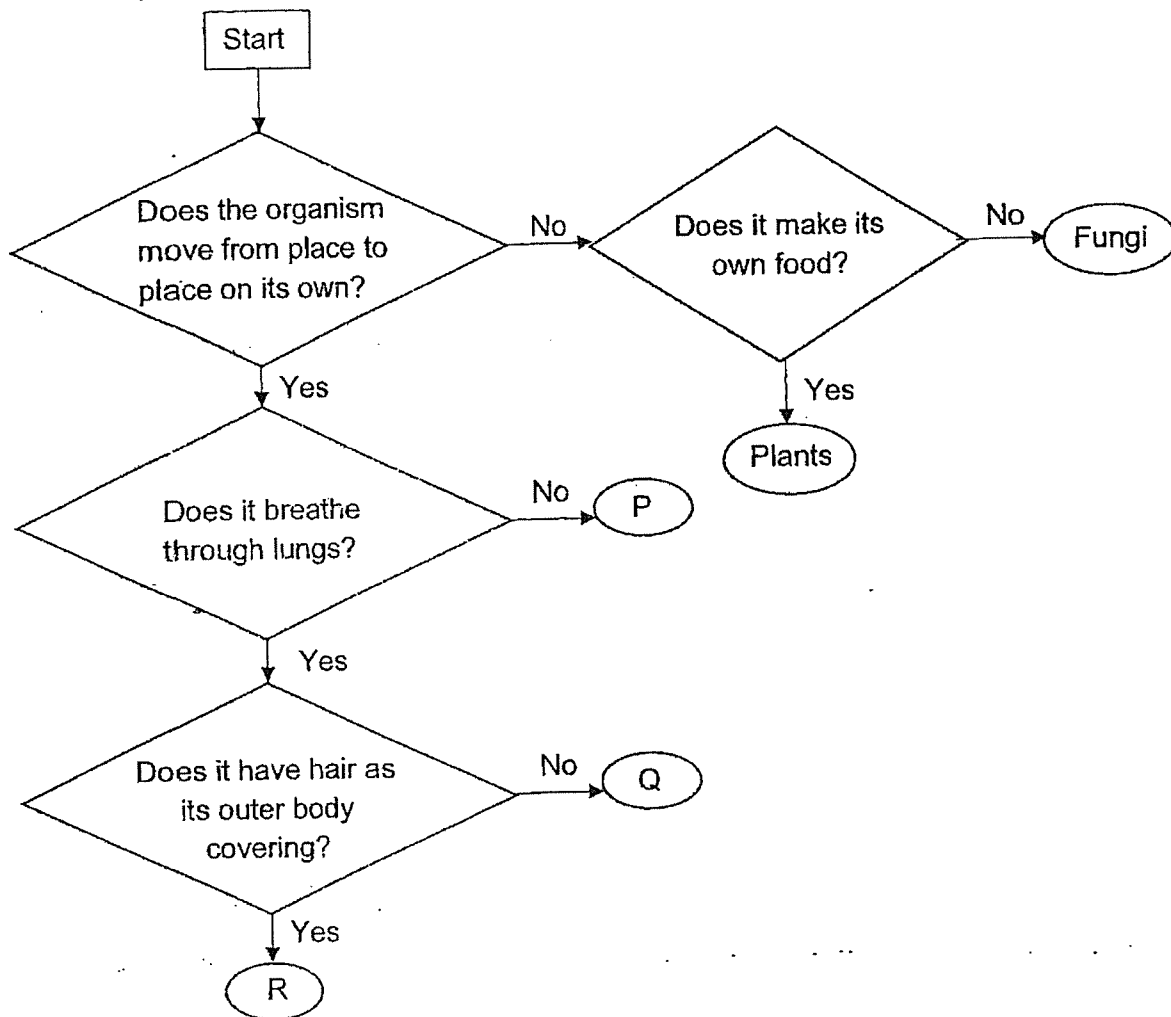 Start
Does the organism
move from place to
place on its own?
No
Does it make its
own food?
No
Fungi
Yes
Yes
Plants
Does it breathe
through lungs?
No
P
Yes
Does it have hair as
its outer body
covering?
No
Q
Yes
R